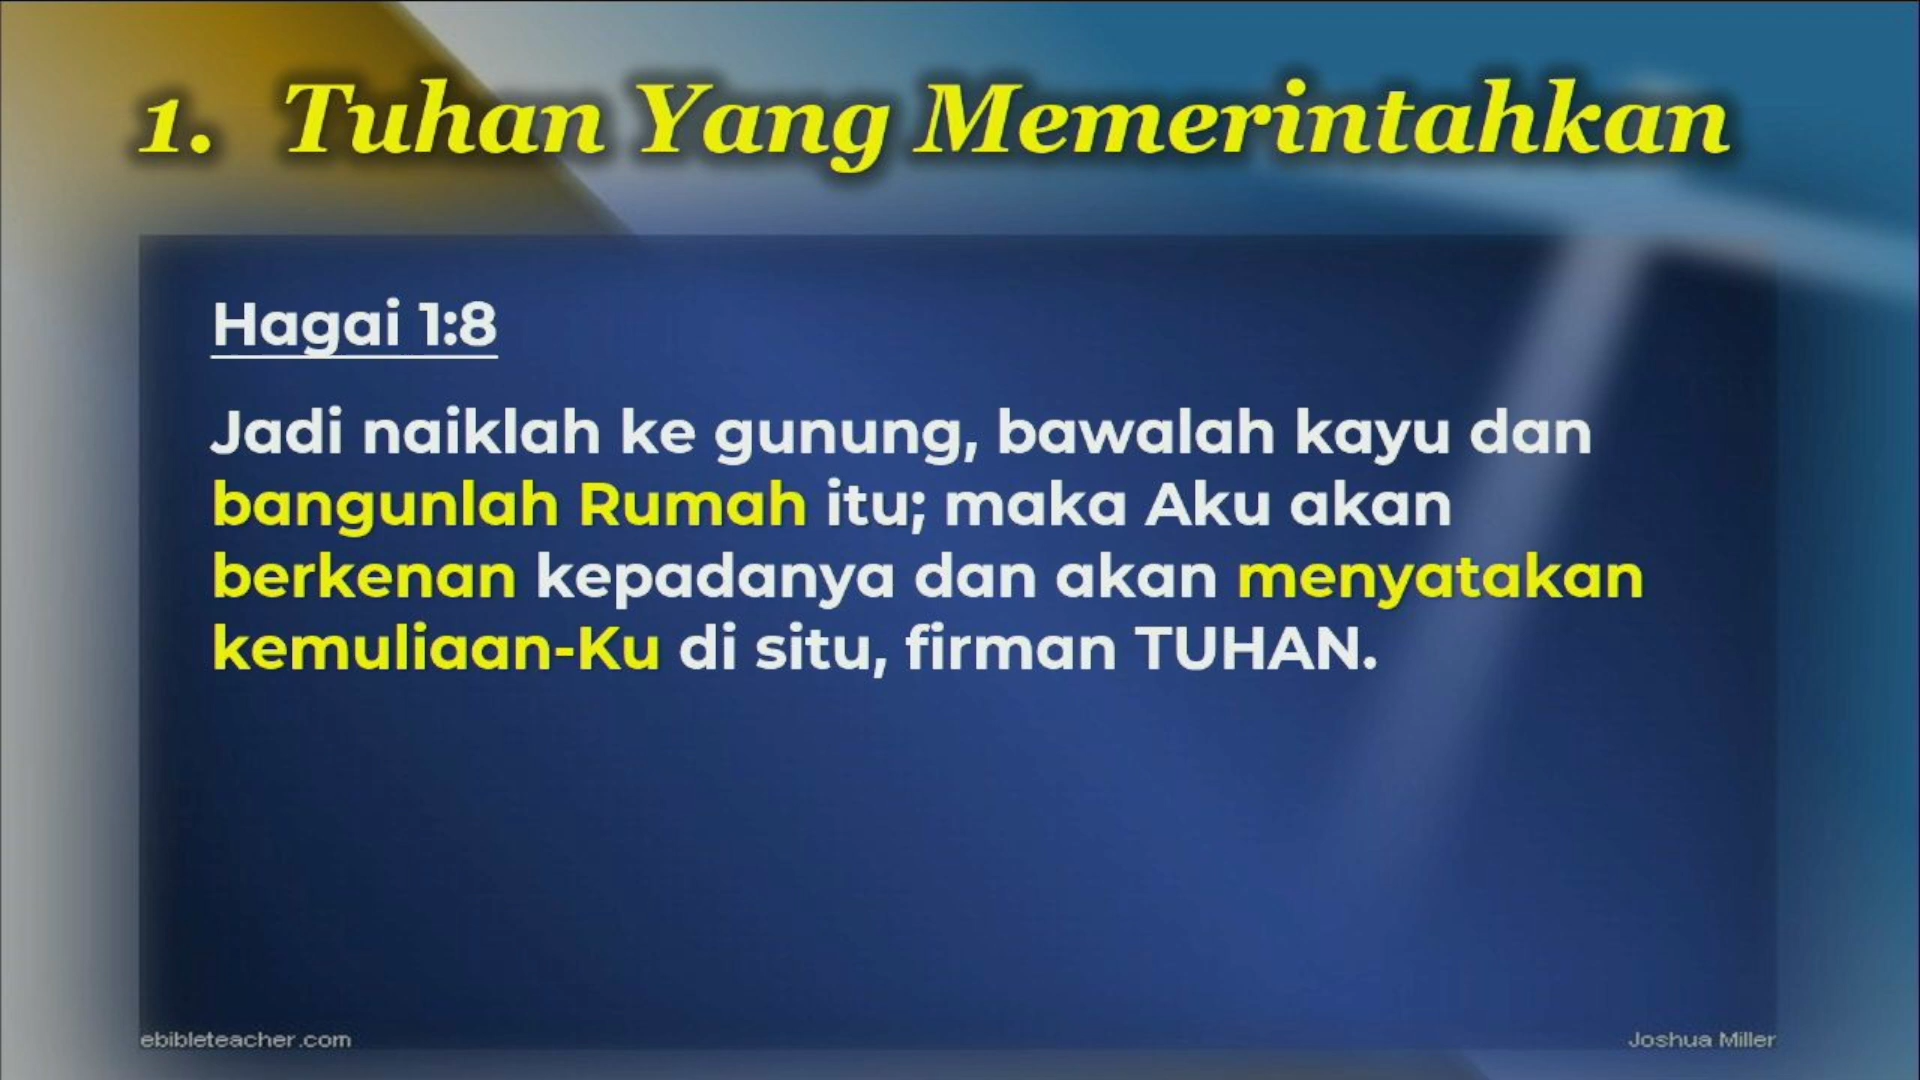 1. Tuhan Yang Memerintahkan
Hagai 1:8
Jadi naiklah ke gunung, bawalah kayu dan
bangunlah Rumah itu; maka Aku akan
berkenan kepadanya dan akan menyatakan
kemuliaan-Ku di situ, firman TUHAN.
ebibleteacher.com
Joshua Miller